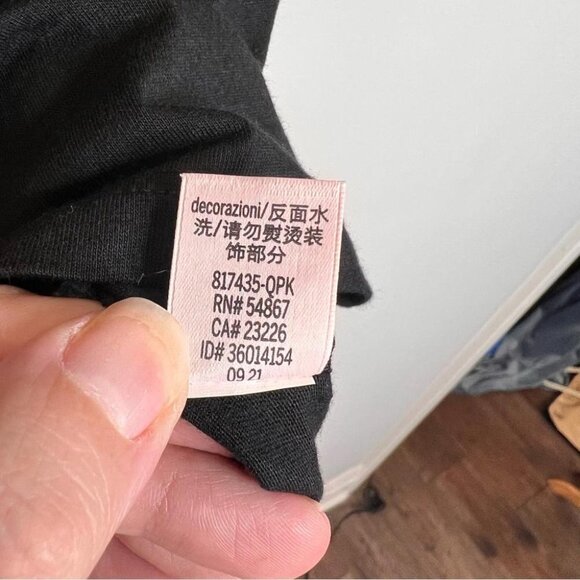 decorazioni/反面水
洗/请勿熨烫装
饰部分
817435-QPK
RN# 54867
CA# 23226
ID# 36014154
09 21